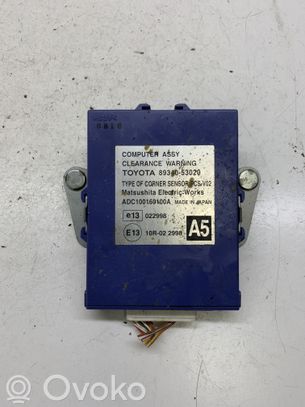 COMPUTER ASSY
CLEARANCE WARNING
TOYOTA 89340-53020
TYPE OF CORNER SENSOR:CS/V02
Matsushita Electric Works
ADC100169A00A MADE IN JAPAN
e13 022998
E13 10R-02 2998
A5
OVOKO